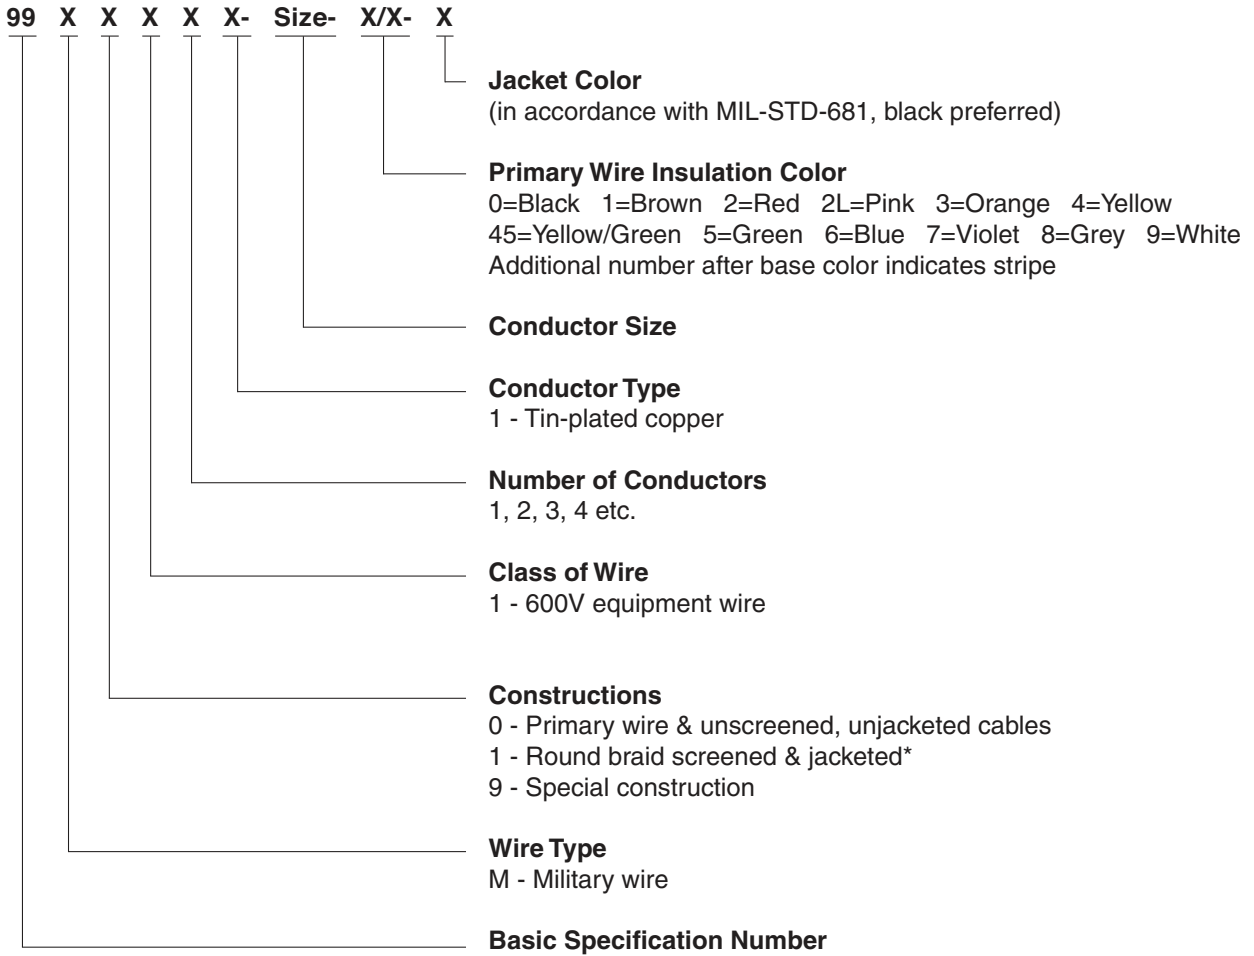 99 X X X X X- Size- X/X- X
Jacket Color
(in accordance with MIL-STD-681, black preferred)
Primary Wire Insulation Color
0=Black 1=Brown 2=Red 2L=Pink 3=Orange 4=Yellow
45=Yellow/Green 5=Green 6=Blue 7=Violet 8=Grey 9=White
Additional number after base color indicates stripe
Conductor Size
Conductor Type
1 - Tin-plated copper
Number of Conductors
1, 2, 3, 4 etc.
Class of Wire
1 - 600V equipment wire
Constructions
0 - Primary wire & unscreened, unjacketed cables
1 - Round braid screened & jacketed*
9 - Special construction
Wire Type
M - Military wire
Basic Specification Number